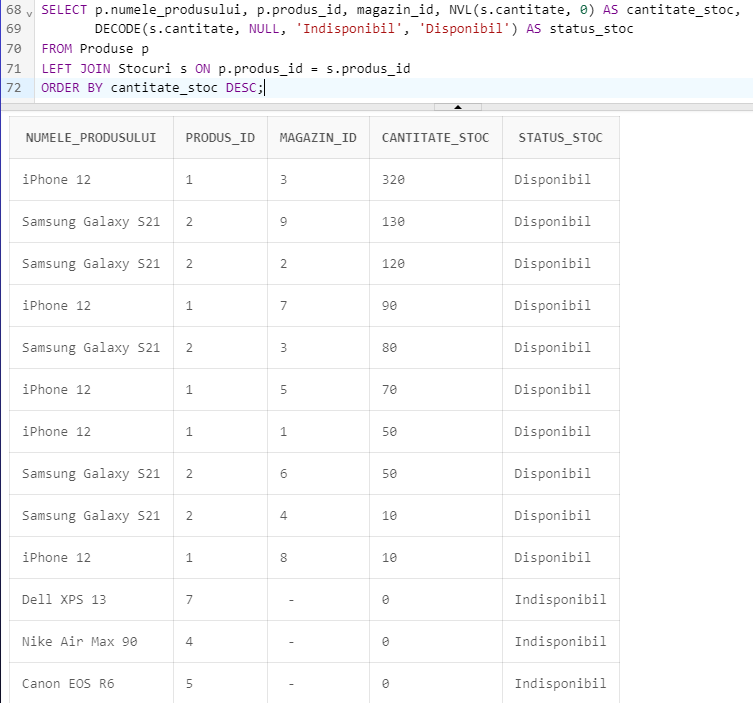 68 SELECT p.numele_produsului, p.produs_id, magazin_id, NVL(s.cantitate, 0) AS cantitate_stoc,
69 DECODE(s.cantitate, NULL, 'Indisponibil', 'Disponibil') AS status_stoc
70 FROM Produse p
71 LEFT JOIN Stocuri s ON p.produs_id = s.produs_id
72 ORDER BY cantitate_stoc DESC;
NUMELE_PRODUSULUI PRODUS_ID MAGAZIN_ID CANTITATE_STOC STATUS_STOC
iPhone 12 1 3 320 Disponibil
Samsung Galaxy S21 2 9 130 Disponibil
Samsung Galaxy S21 2 2 120 Disponibil
iPhone 12 1 7 90 Disponibil
Samsung Galaxy S21 2 3 80 Disponibil
iPhone 12 1 5 70 Disponibil
iPhone 12 1 1 50 Disponibil
Samsung Galaxy S21 2 6 50 Disponibil
Samsung Galaxy S21 2 4 10 Disponibil
iPhone 12 1 8 10 Disponibil
Dell XPS 13 7 - 0 Indisponibil
Nike Air Max 90 4 - 0 Indisponibil
Canon EOS R6 5 - 0 Indisponibil